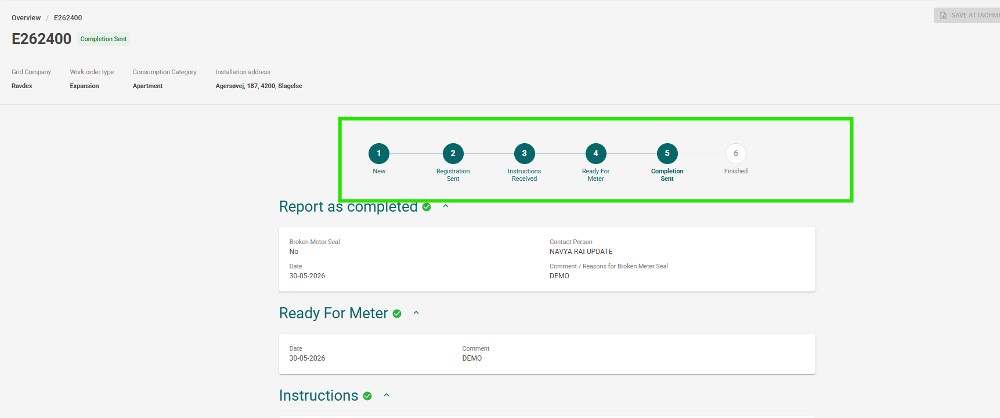 Overview / E262400
SAVE ATTACHME
E262400 Completion Sent
Grid Company Work order type Consumption Category Installation address
Ravdex Expansion Apartment Agersøvej, 187, 4200, Slagelse
1 2 3 4 5 6
New Registration Instructions Ready For Completion Finished
Sent Received Meter Sent
Report as completed
Broken Meter Seal Contact Person
No NAVYA RAI UPDATE
Date Comment / Reasons for Broken Meter Seal
30-05-2026 DEMO
Ready For Meter
Date Comment
30-05-2026 DEMO
Instructions